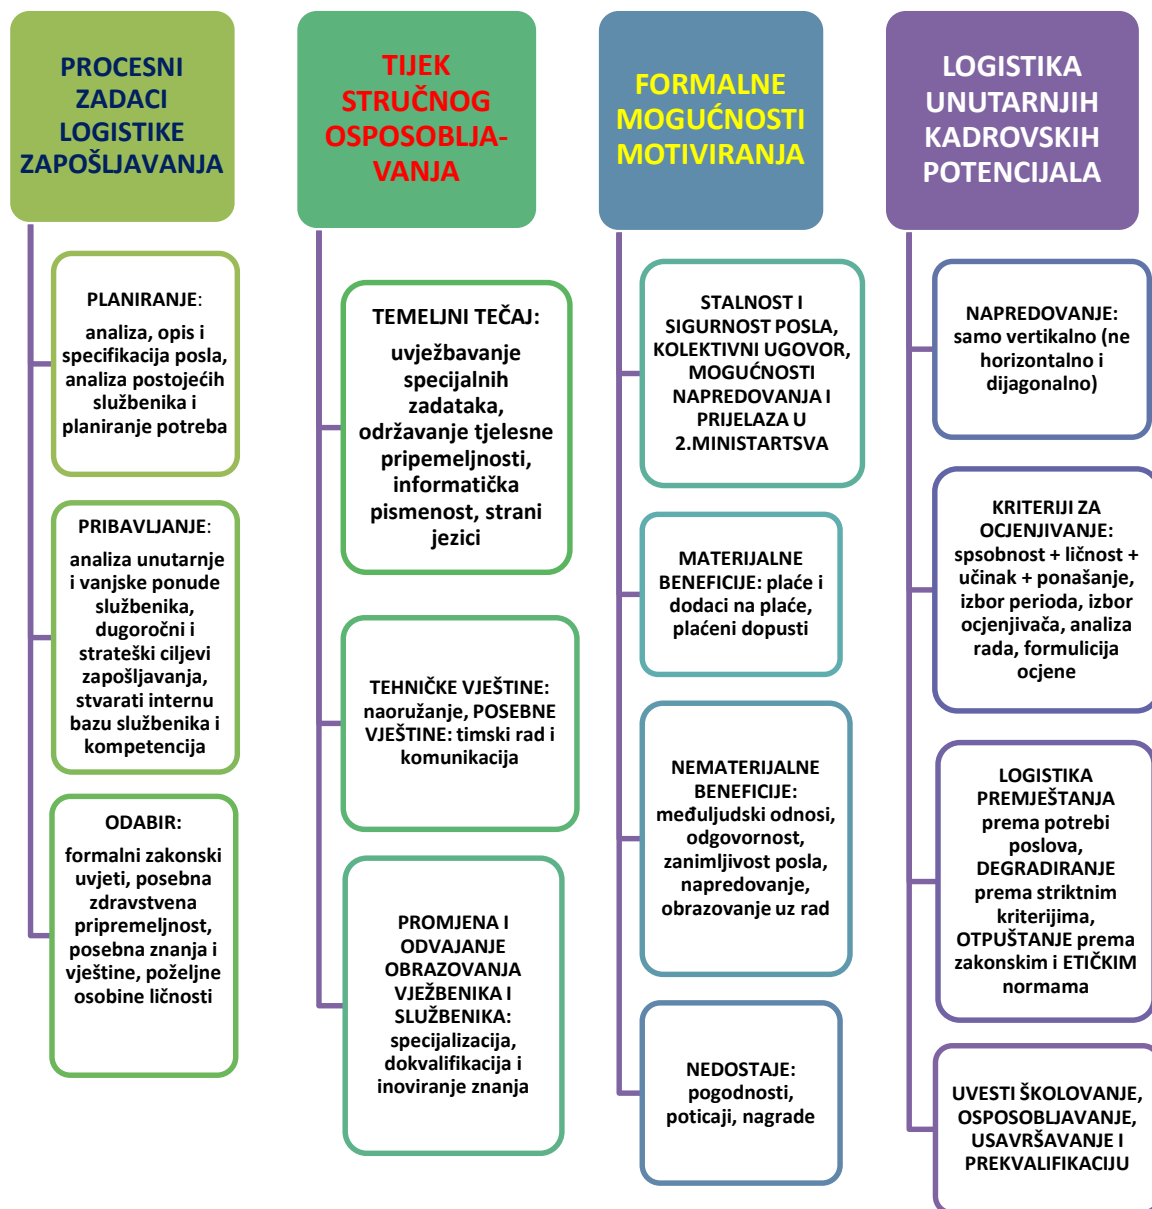 PROCESNI
ZADACI
LOGISTIKE
ZAPOŠLJAVANJA
PLANIRANJE:
analiza, opis i
specifikacija posla,
analiza postojećih
službenika i
planiranje potreba
PRIBAVLJANJE:
analiza unutarnje
i vanjske ponude
službenika,
dugoročni i
strateški ciljevi
zapošljavanja,
stvarati internu
bazu službenika i
kompetencija
ODABIR:
formalni zakonski
uvjeti, posebna
zdravstvena
pripremeljnost,
posebna znanja i
vještine, poželjne
osobine ličnosti
TIJEK
STRUČNOG
OSPOSOBLJA-
VANJA
TEMELJNI TEČAJ:
uvježbavanje
specijalnih
zadataka,
održavanje tjelesne
pripemeljnosti,
informatička
pismenost, strani
jezici
TEHNIČKE VJEŠTINE:
naoružanje, POSEBNE
VJEŠTINE: timski rad i
komunikacija
PROMJENA I
ODVAJANJE
OBRAZOVANJA
VJEŽBENIKA I
SLUŽBENIKA:
specijalizacija,
dokvalifikacija i
inoviranje znanja
FORMALNE
MOGUĆNOSTI
MOTIVIRANJA
STALNOST I
SIGURNOST POSLA,
KOLEKTIVNI UGOVOR,
MOGUĆNOSTI
NAPREDOVANJA I
PRIJELAZA U
2.MINISTARTSVA
MATERIJALNE
BENEFICIJE: plaće i
dodaci na plaće,
plaćeni dopusti
NEMATERIJALNE
BENEFICIJE:
međuljudski odnosi,
odgovornost,
zanimljivost posla,
napredovanje,
obrazovanje uz rad
NEDOSTAJE:
pogodnosti,
poticaji, nagrade
LOGISTIKA
UNUTARNJIH
KADROVSKIH
POTENCIJALA
NAPREDOVANJE:
samo vertikalno (ne
horizontalno i
dijagonalno)
KRITERIJI ZA
OCJENJIVANJE:
spsobnost + ličnost +
učinak + ponašanje,
izbor perioda, izbor
ocjenjivača, analiza
rada, formulicija
ocjene
LOGISTIKA
PREMJEŠTANJA
prema potrebi
poslova,
DEGRADIRANJE
prema striktnim
kriterijima,
OTPUŠTANJE prema
zakonskim i ETIČKIM
normama
UVESTI ŠKOLOVANJE,
OSPOSOBLJAVANJE,
USAVRŠAVANJE I
PREKVALIFIKACIJU